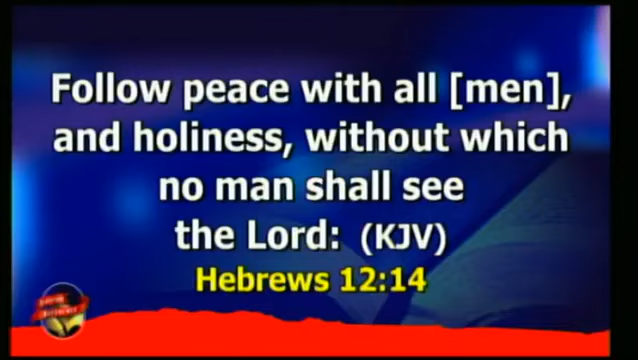 Follow peace with all [men],
and holiness, without which
no man shall see
the Lord: (KJV)
Hebrews 12:14